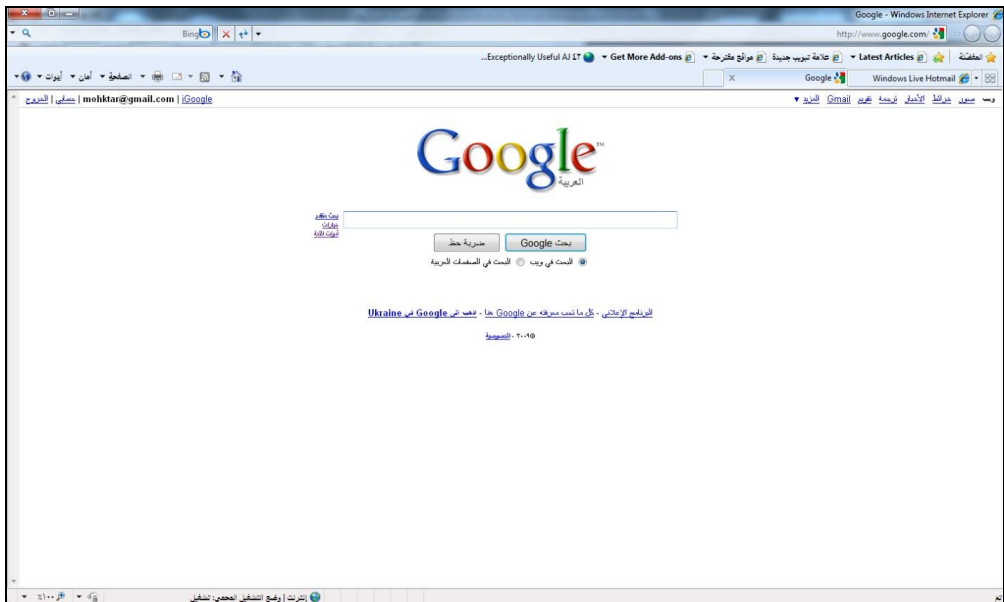 Google - Windows Internet Explorer
http://www.google.com/
Bing
المفضلة Latest Articles علامة تبويب جديدة مواقع مقترحة Get More Add-ons ٤٢ Exceptionally Useful AJ...
Windows Live Hotmail Google X
الصفحة أمان أدوات
ويب صور خرائط الأخبار ترجمة تقويم Gmail المزيد ▼
mohktar@gmail.com | iGoogle | حسابي | الخروج
Google™
العربية
بحث متقدم
خيارات
أدوات اللغة
بحث Google ضربة حظ
البحث في ويب البحث في الصفحات العربية
البرنامج الإعلاني - كل ما تحب معرفته عن Google هنا - اذهب الى Google في Ukraine
©٢٠٠٩ - الخصوصية
تم إنترنت | وضع التشغيل المحمي: تشغيل ١٠٠٪